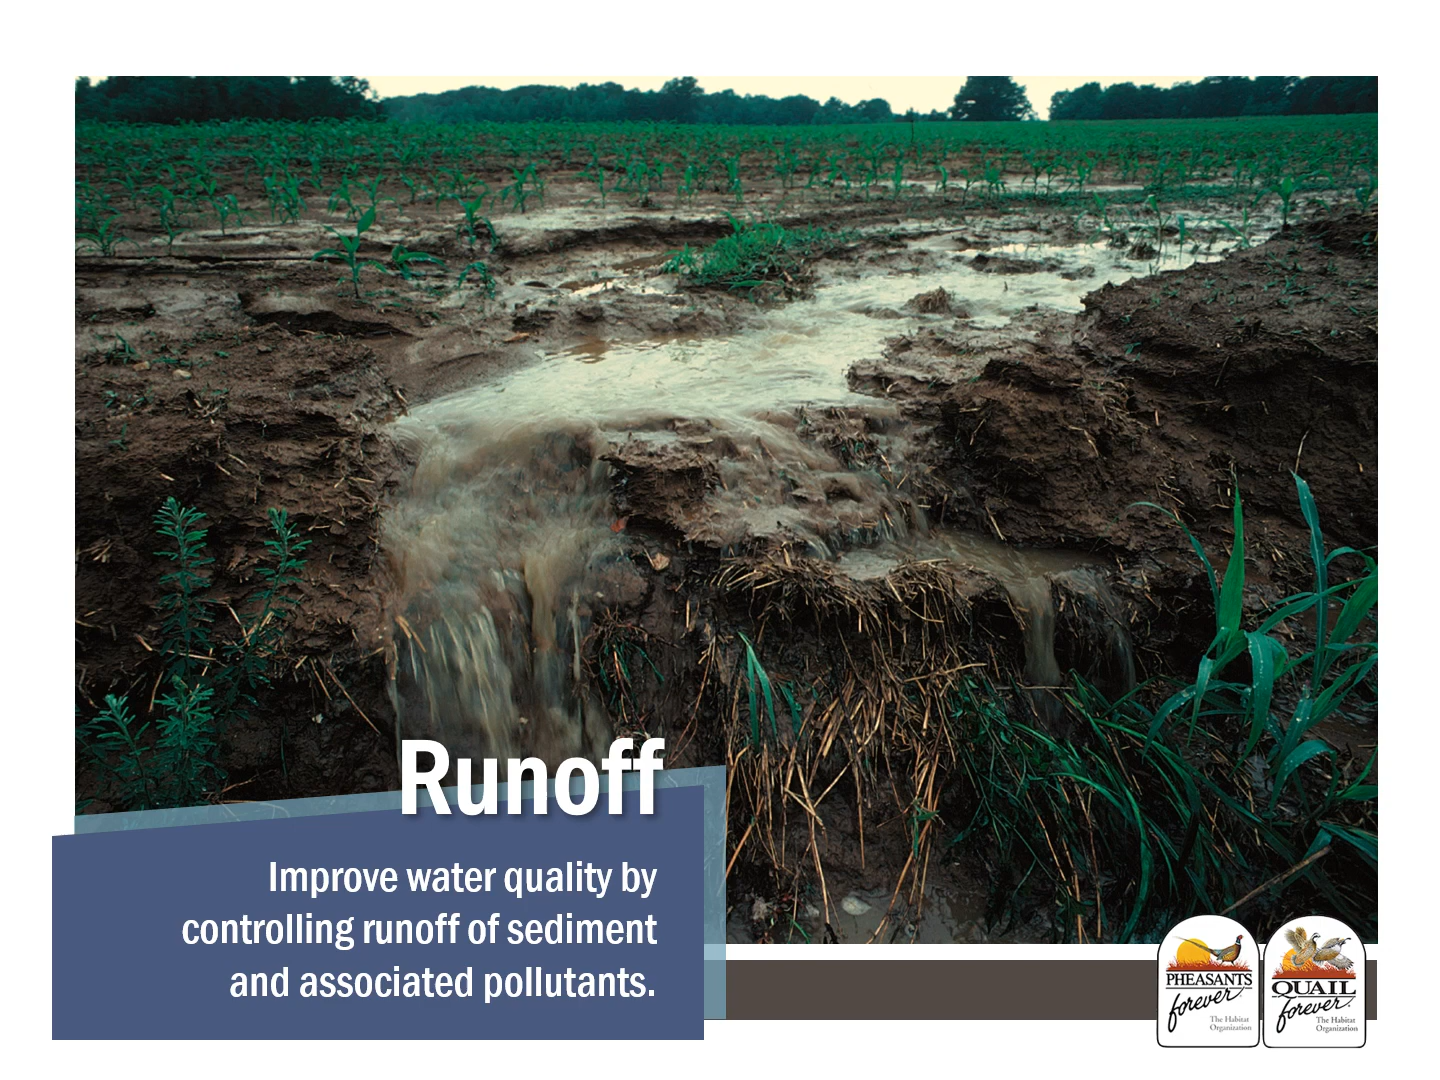 Runoff
Improve water quality by
controlling runoff of sediment
and associated pollutants.
PHEASANTS
forever
The Habitat
Organization
QUAIL
forever
The Habitat
Organization